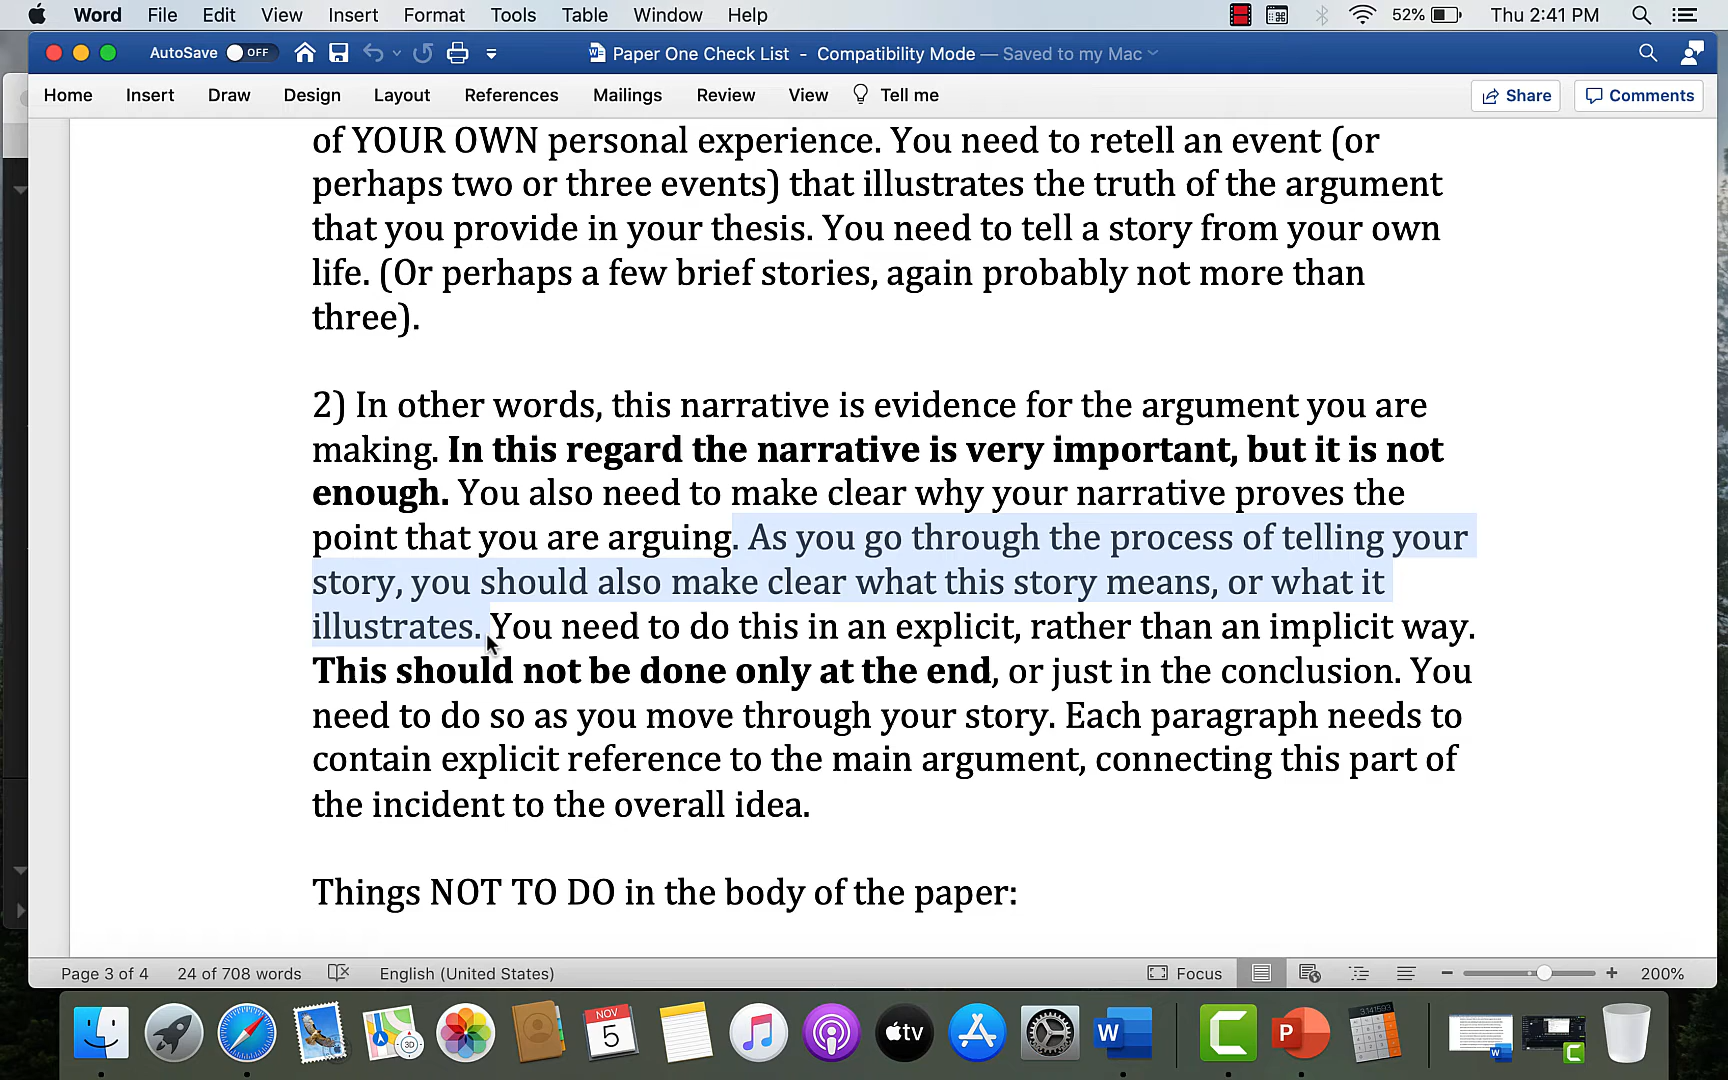 Word File Edit View Insert Format Tools Table Window Help 52% Thu 2:41 PM
AutoSave OFF Paper One Check List - Compatibility Mode — Saved to my Mac
Home Insert Draw Design Layout References Mailings Review View Tell me Share Comments
of YOUR OWN personal experience. You need to retell an event (or
perhaps two or three events) that illustrates the truth of the argument
that you provide in your thesis. You need to tell a story from your own
life. (Or perhaps a few brief stories, again probably not more than
three).
2) In other words, this narrative is evidence for the argument you are
making. In this regard the narrative is very important, but it is not
enough. You also need to make clear why your narrative proves the
point that you are arguing. As you go through the process of telling your
story, you should also make clear what this story means, or what it
illustrates. You need to do this in an explicit, rather than an implicit way.
This should not be done only at the end, or just in the conclusion. You
need to do so as you move through your story. Each paragraph needs to
contain explicit reference to the main argument, connecting this part of
the incident to the overall idea.
Things NOT TO DO in the body of the paper:
Page 3 of 4 24 of 708 words English (United States) Focus 200%
3D NOV 5 tv W C P